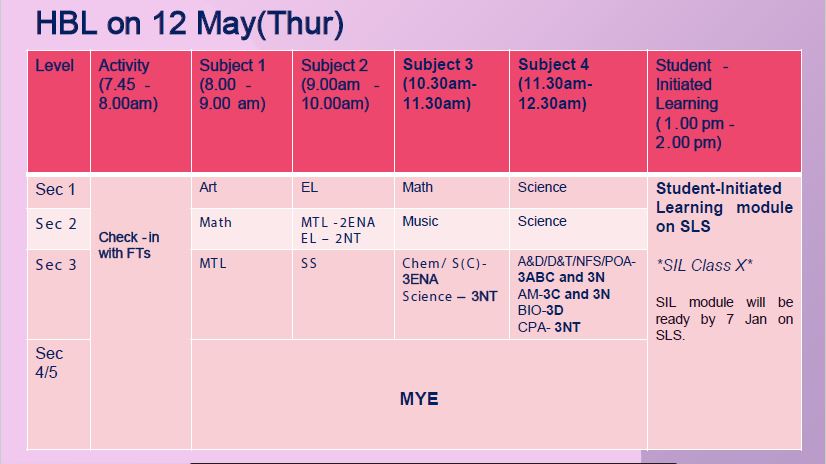 HBL on 12 May(Thur)
Level
Activity
(7.45 -
8.00am)
Subject 1
(8.00 -
9.00 am)
Subject 2
(9.00am -
10.00am)
Subject 3
(10.30am-
11.30am)
Subject 4
(11.30am-
12.30am)
Student -
Initiated
Learning
(1.00 pm -
2.00 pm)
Sec 1
Check -in
with FTs
Art
EL
Math
Science
Student-Initiated
Learning module
on SLS
*SIL Class X*
SIL module will be
ready by 7 Jan on
SLS.
Sec 2
Math
MTL -2ENA
EL – 2NT
Music
Science
Sec 3
MTL
SS
Chem/ S(C)-
3ENA
Science – 3NT
A&D/D&T/NFS/POA-
3ABC and 3N
AM-3C and 3N
BIO-3D
CPA- 3NT
Sec
4/5
MYE